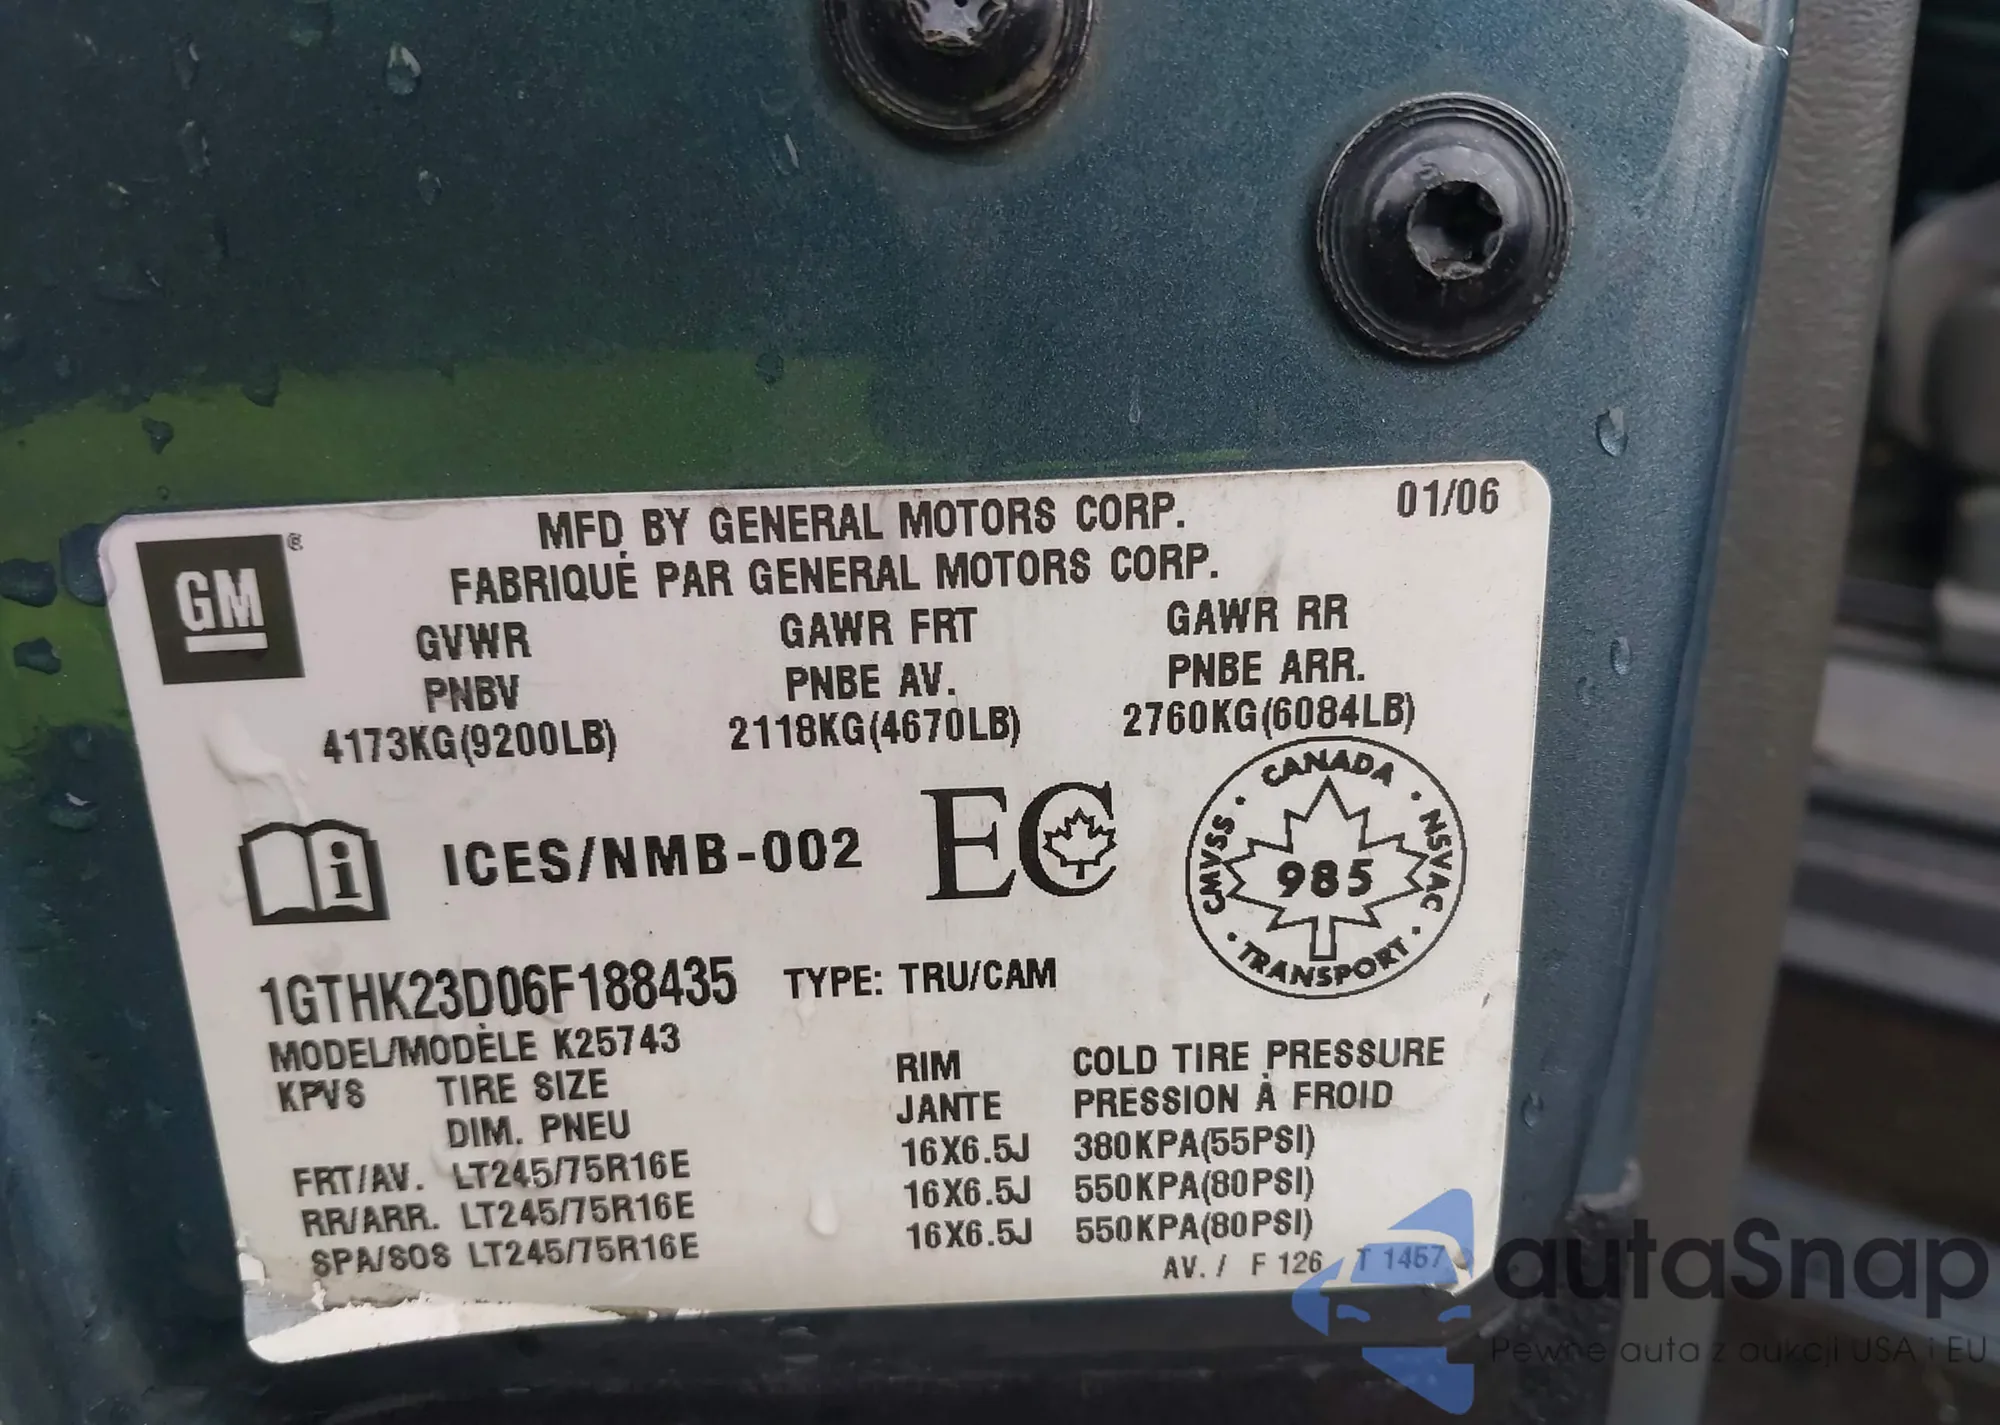 MFD BY GENERAL MOTORS CORP. 01/06
FABRIQUÉ PAR GENERAL MOTORS CORP.
GM ®
GVWR GAWR FRT GAWR RR
PNBV PNBE AV. PNBE ARR.
4173KG(9200LB) 2118KG(4670LB) 2760KG(6084LB)
i ICES/NMB-002 EC
CANADA · NSVAC · TRANSPORT · CMVSS ·
985
1GTHK23D06F188435 TYPE: TRU/CAM
MODEL/MODÈLE K25743
KPVS TIRE SIZE RIM COLD TIRE PRESSURE
DIM. PNEU JANTE PRESSION À FROID
FRT/AV. LT245/75R16E 16X6.5J 380KPA(55PSI)
RR/ARR. LT245/75R16E 16X6.5J 550KPA(80PSI)
SPA/SOS LT245/75R16E 16X6.5J 550KPA(80PSI)
AV. / F 126 T 1457
autaSnap
Pewne auta z aukcji USA i EU